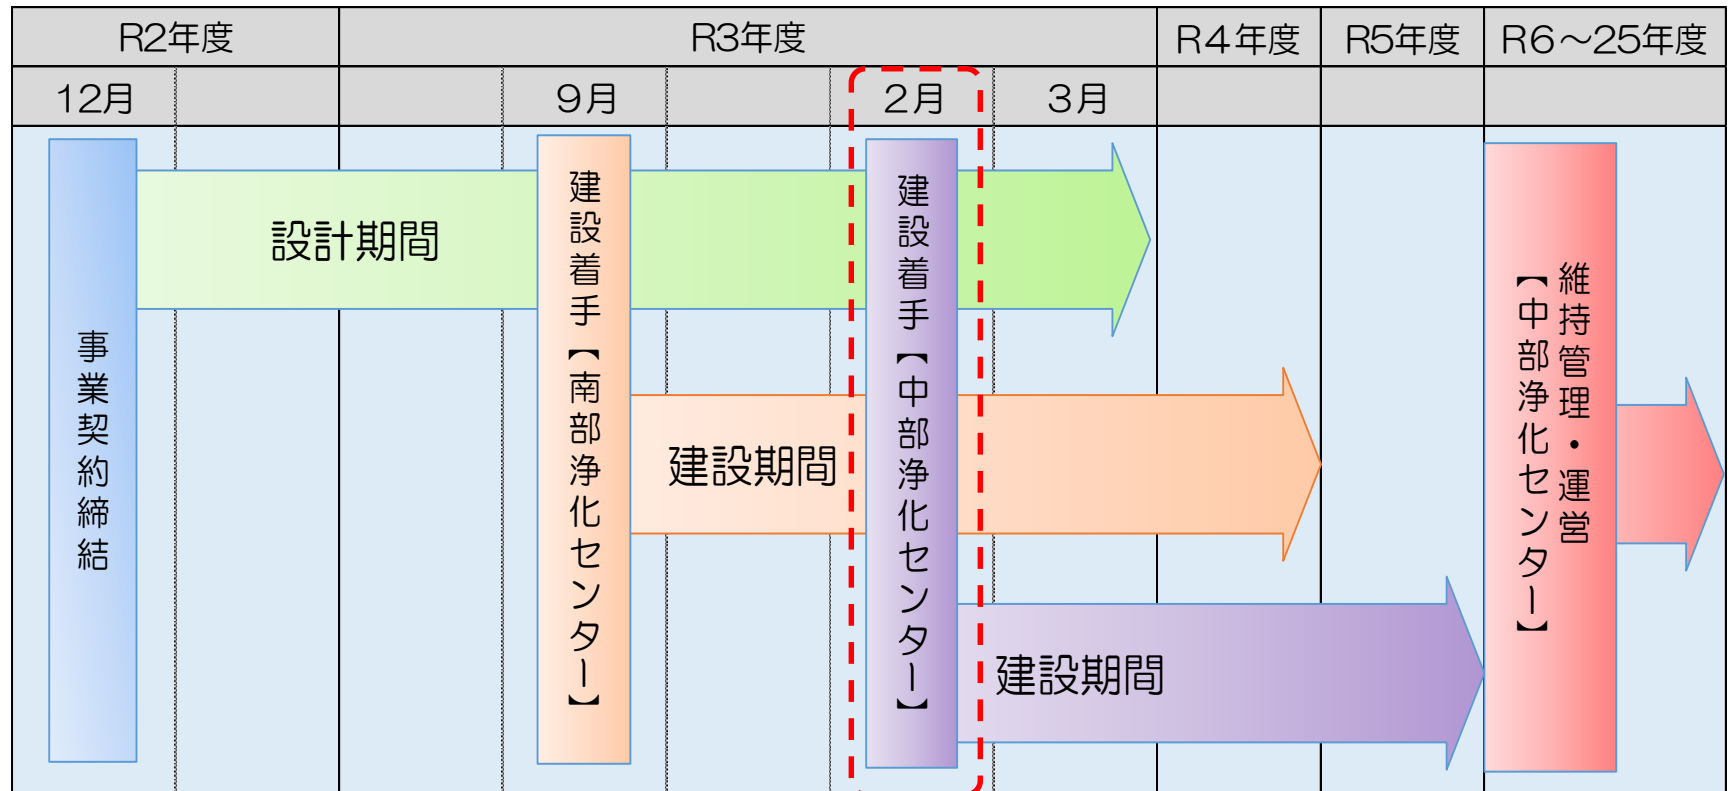 R2年度
R3年度
R4年度
R5年度
R6～25年度
12月
9月
2月
3月
事業契約締結
設計期間
建設着手【南部浄化センター】
建設期間
建設着手【中部浄化センター】
建設期間
維持管理・運営
【中部浄化センター】